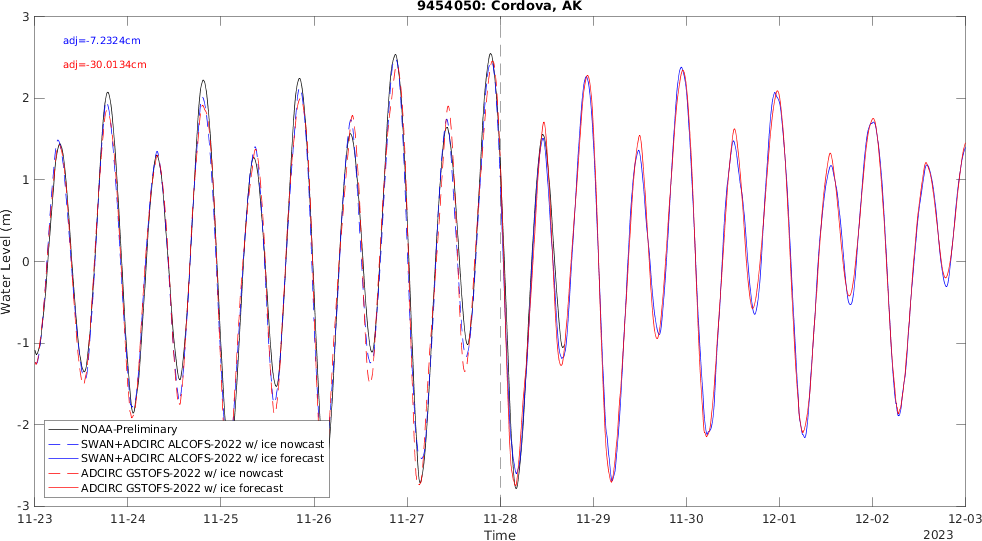 9454050: Cordova, AK
adj=-7.2324cm
adj=-30.0134cm
Water Level (m)
3
2
1
0
-1
-2
-3
NOAA-Preliminary
SWAN+ADCIRC ALCOFS-2022 w/ ice nowcast
SWAN+ADCIRC ALCOFS-2022 w/ ice forecast
ADCIRC GSTOFS-2022 w/ ice nowcast
ADCIRC GSTOFS-2022 w/ ice forecast
11-23 11-24 11-25 11-26 11-27 11-28 11-29 11-30 12-01 12-02 12-03
Time
2023